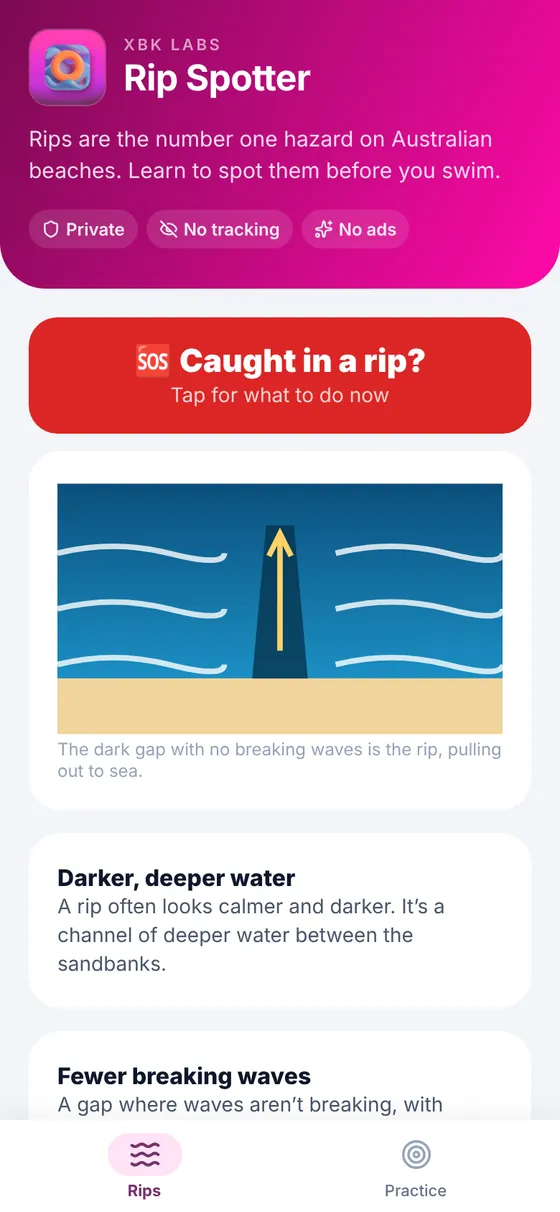 XBK LABS
Rip Spotter
Rips are the number one hazard on Australian
beaches. Learn to spot them before you swim.
Private
No tracking
No ads
🆘 Caught in a rip?
Tap for what to do now
The dark gap with no breaking waves is the rip, pulling
out to sea.
Darker, deeper water
A rip often looks calmer and darker. It’s a
channel of deeper water between the
sandbanks.
Fewer breaking waves
A gap where waves aren’t breaking, with
Rips
Practice